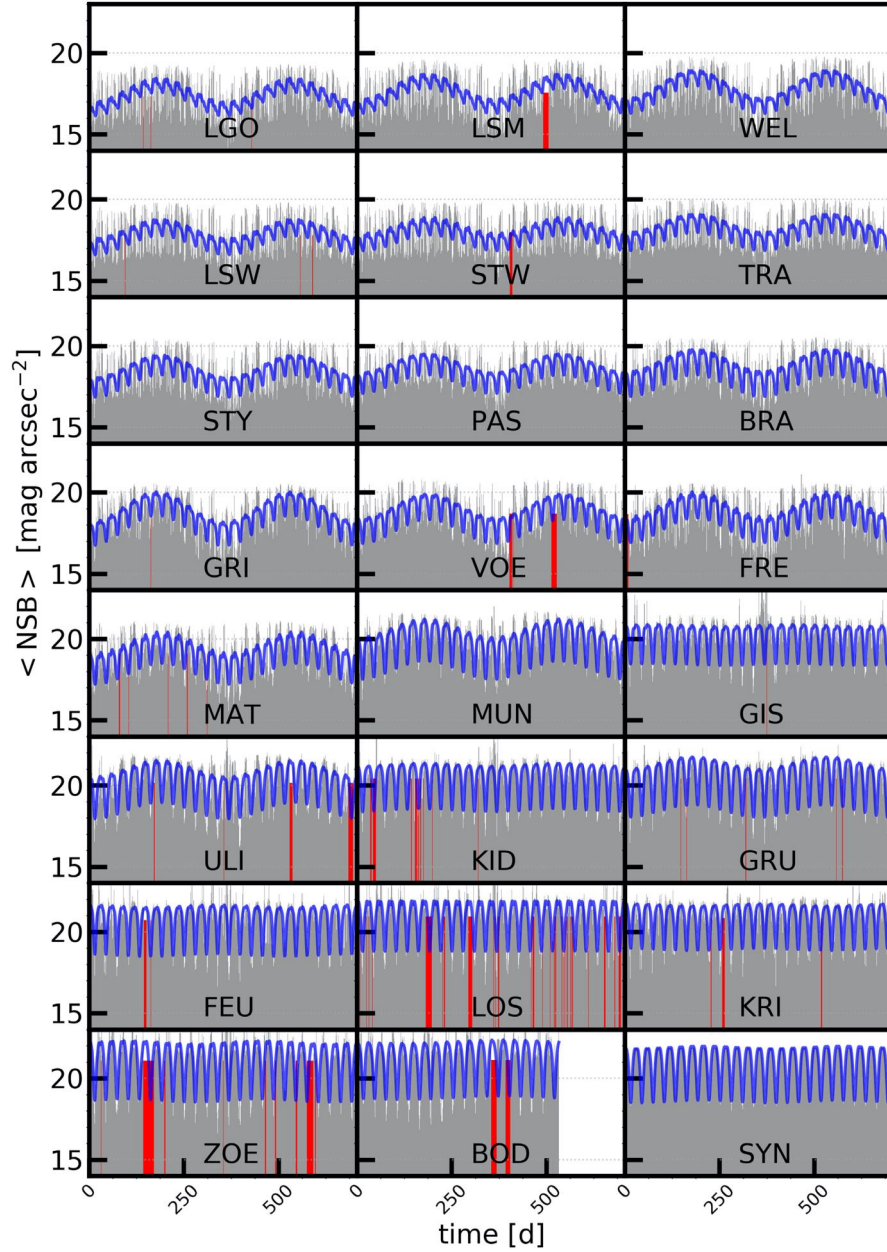 20
15
LGO LSM WEL
20
15
LSW STW TRA
20
15
STY PAS BRA
20
15
GRI VOE FRE
20
15
MAT MUN GIS
20
15
ULI KID GRU
20
15
FEU LOS KRI
20
15
ZOE BOD SYN
0 250 500 0 250 500 0 250 500
< NSB > [mag arcsec−2]
time [d]